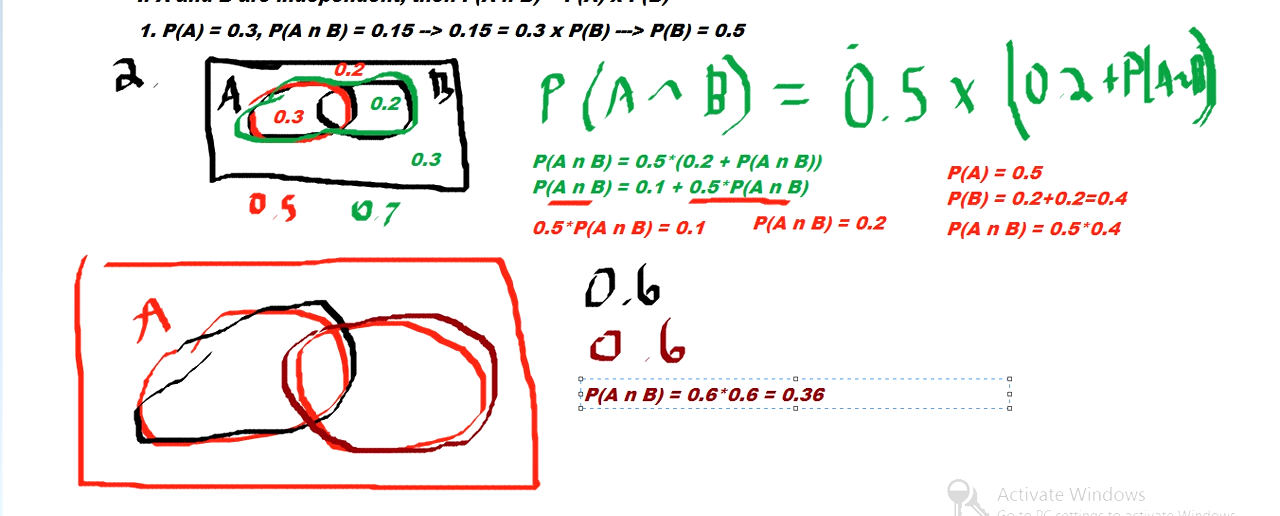 1. P(A) = 0.3, P(A n B) = 0.15 --> 0.15 = 0.3 x P(B) ---> P(B) = 0.5
2.
A
B
0.2
0.3
0.2
0.3
0.5
0.7
P(A ∩ B) = 0.5 x (0.2 + P(A∩B))
P(A n B) = 0.5*(0.2 + P(A n B))
P(A n B) = 0.1 + 0.5*P(A n B)
0.5*P(A n B) = 0.1
P(A n B) = 0.2
P(A) = 0.5
P(B) = 0.2+0.2=0.4
P(A n B) = 0.5*0.4
A
0.6
0.6
P(A n B) = 0.6*0.6 = 0.36
Activate Windows